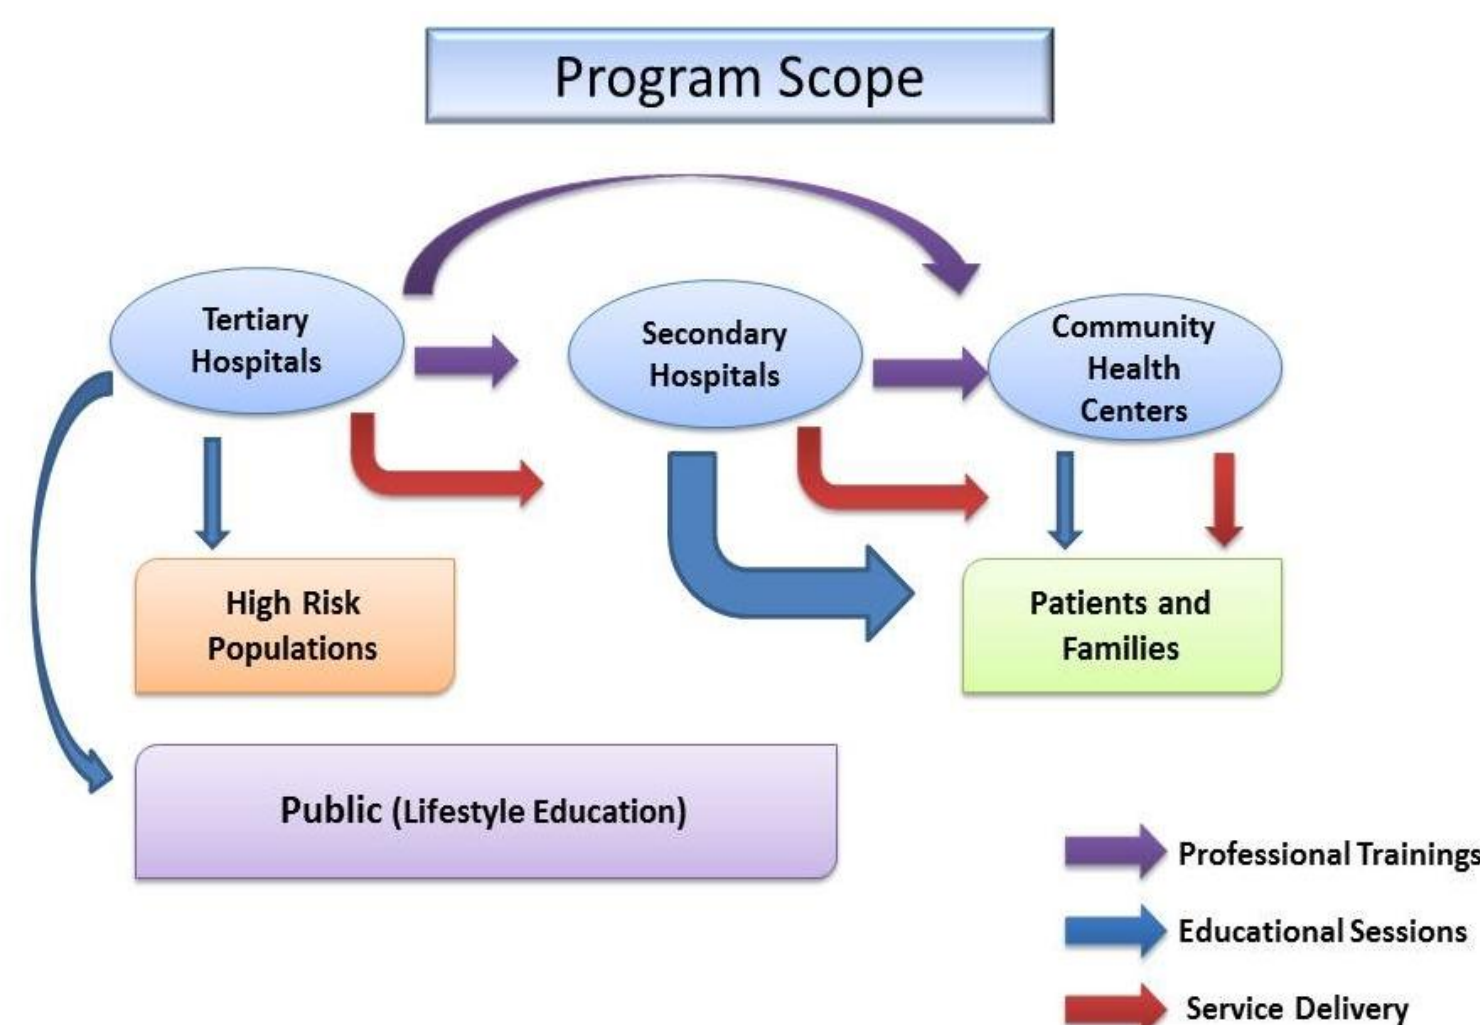 Program Scope
Tertiary
Hospitals
Secondary
Hospitals
Community
Health
Centers
High Risk
Populations
Patients and
Families
Public (Lifestyle Education)
Professional Trainings
Educational Sessions
Service Delivery